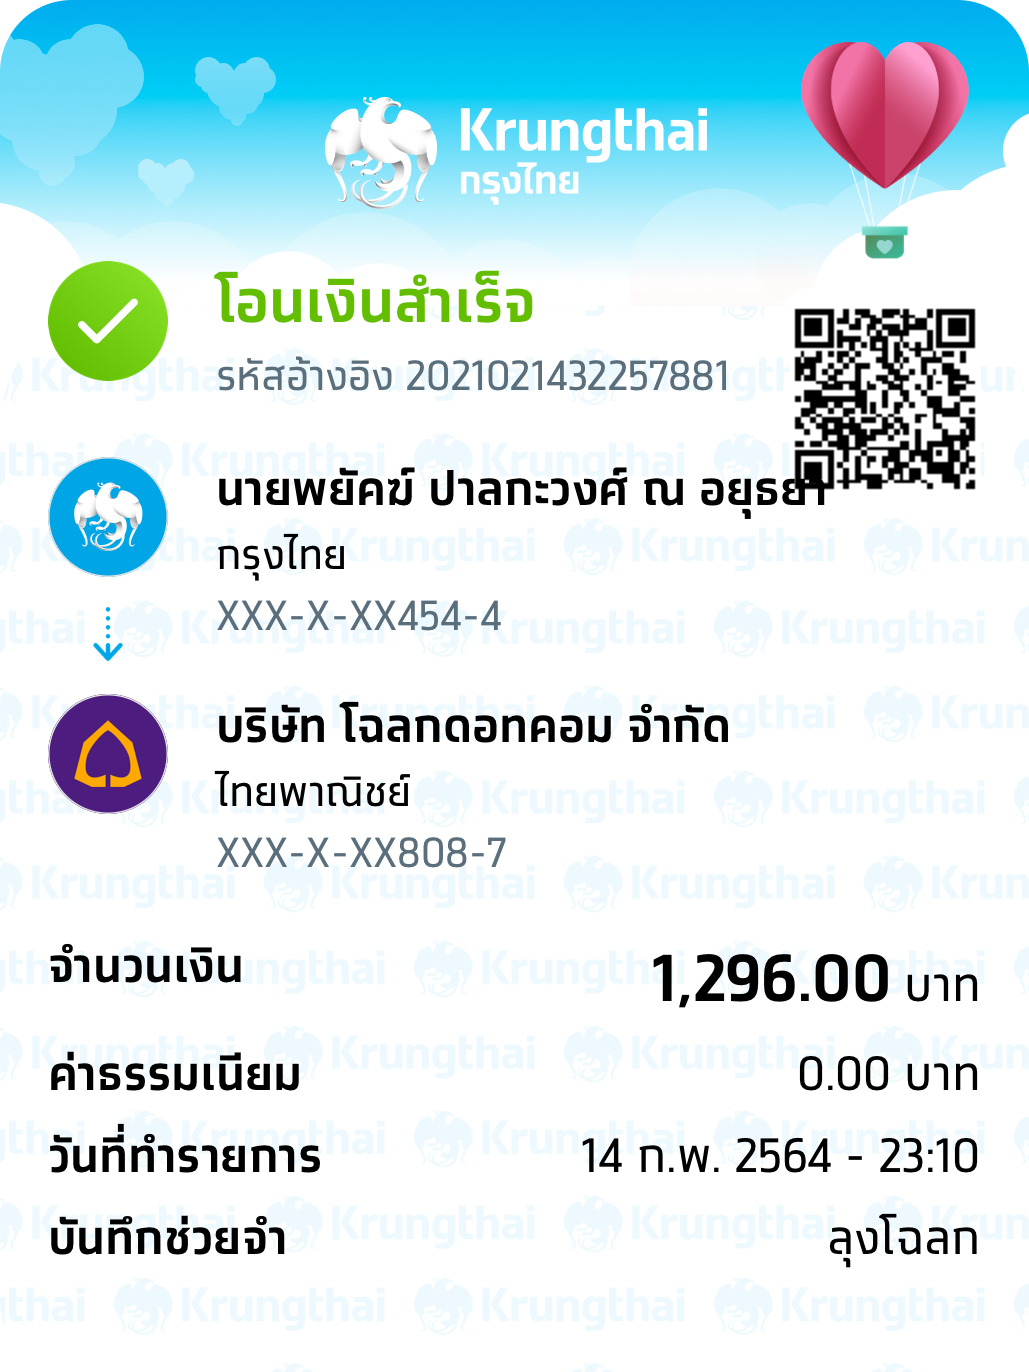 Krungthai
กรุงไทย
โอนเงินสำเร็จ
รหัสอ้างอิง 2021021432257881
นายพยัคฆ์ ปาลกะวงศ์ ณ อยุธยา
กรุงไทย
XXX-X-XX454-4
บริษัท โฉลกดอทคอม จำกัด
ไทยพาณิชย์
XXX-X-XX808-7
จำนวนเงิน 1,296.00 บาท
ค่าธรรมเนียม 0.00 บาท
วันที่ทำรายการ 14 ก.พ. 2564 - 23:10
บันทึกช่วยจำ ลุงโฉลก